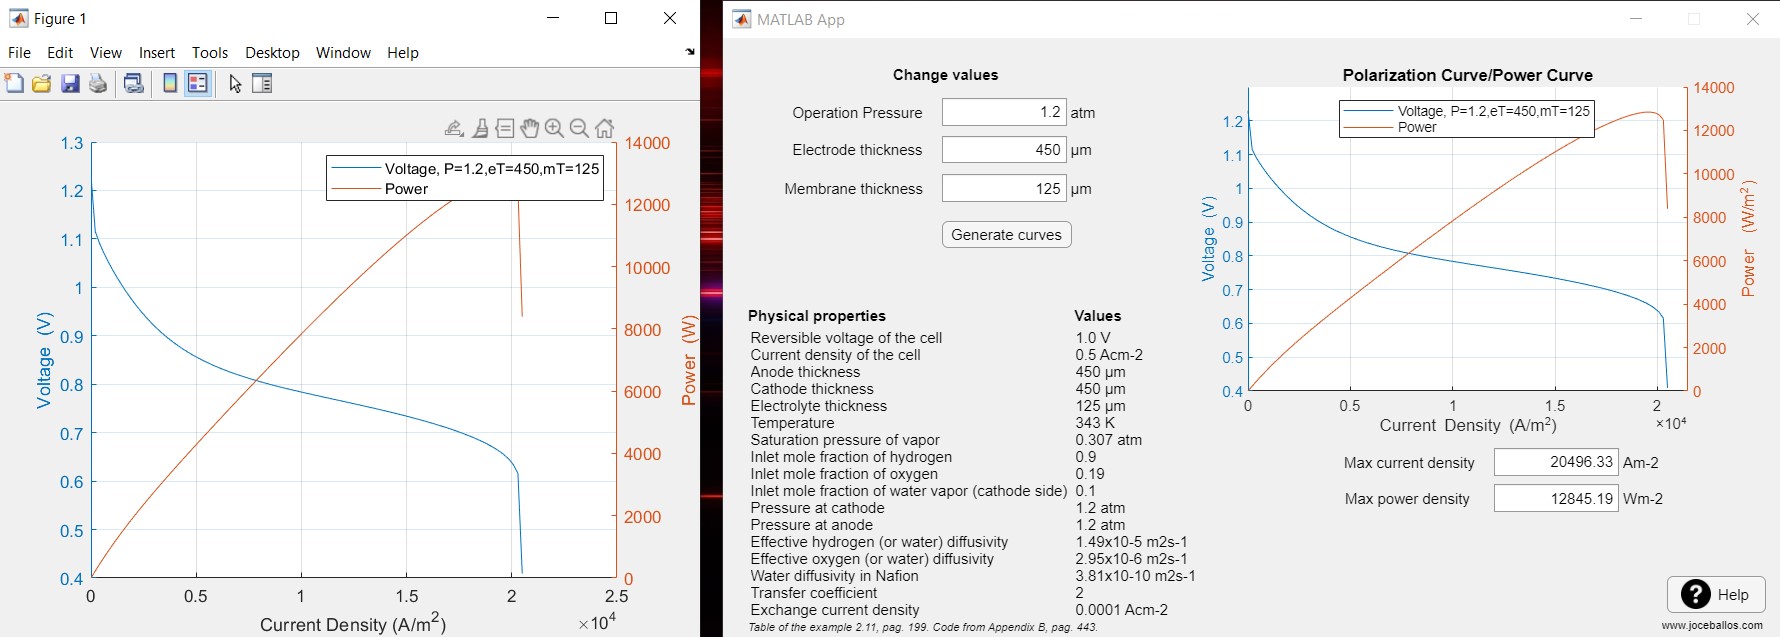 Figure 1
File Edit View Insert Tools Desktop Window Help
1.3
1.2
1.1
1
0.9
0.8
0.7
0.6
0.5
0.4
Voltage (V)
Voltage, P=1.2,eT=450,mT=125
Power
14000
12000
10000
8000
6000
4000
2000
0
Power (W)
0 0.5 1 1.5 2 2.5
Current Density (A/m²)
×10⁴
MATLAB App
Change values
Operation Pressure 1.2 atm
Electrode thickness 450 µm
Membrane thickness 125 µm
Generate curves
Physical properties Values
Reversible voltage of the cell 1.0 V
Current density of the cell 0.5 Acm-2
Anode thickness 450 µm
Cathode thickness 450 µm
Electrolyte thickness 125 µm
Temperature 343 K
Saturation pressure of vapor 0.307 atm
Inlet mole fraction of hydrogen 0.9
Inlet mole fraction of oxygen 0.19
Inlet mole fraction of water vapor (cathode side) 0.1
Pressure at cathode 1.2 atm
Pressure at anode 1.2 atm
Effective hydrogen (or water) diffusivity 1.49x10-5 m2s-1
Effective oxygen (or water) diffusivity 2.95x10-6 m2s-1
Water diffusivity in Nafion 3.81x10-10 m2s-1
Transfer coefficient 2
Exchange current density 0.0001 Acm-2
Table of the example 2.11, pag. 199. Code from Appendix B, pag. 443.
Polarization Curve/Power Curve
Voltage, P=1.2,eT=450,mT=125
Power
1.2
1.1
1
0.9
0.8
0.7
0.6
0.5
0.4
Voltage (V)
14000
12000
10000
8000
6000
4000
2000
0
Power (W/m²)
0 0.5 1 1.5 2
Current Density (A/m²)
×10⁴
Max current density 20496.33 Am-2
Max power density 12845.19 Wm-2
? Help
www.joceballos.com